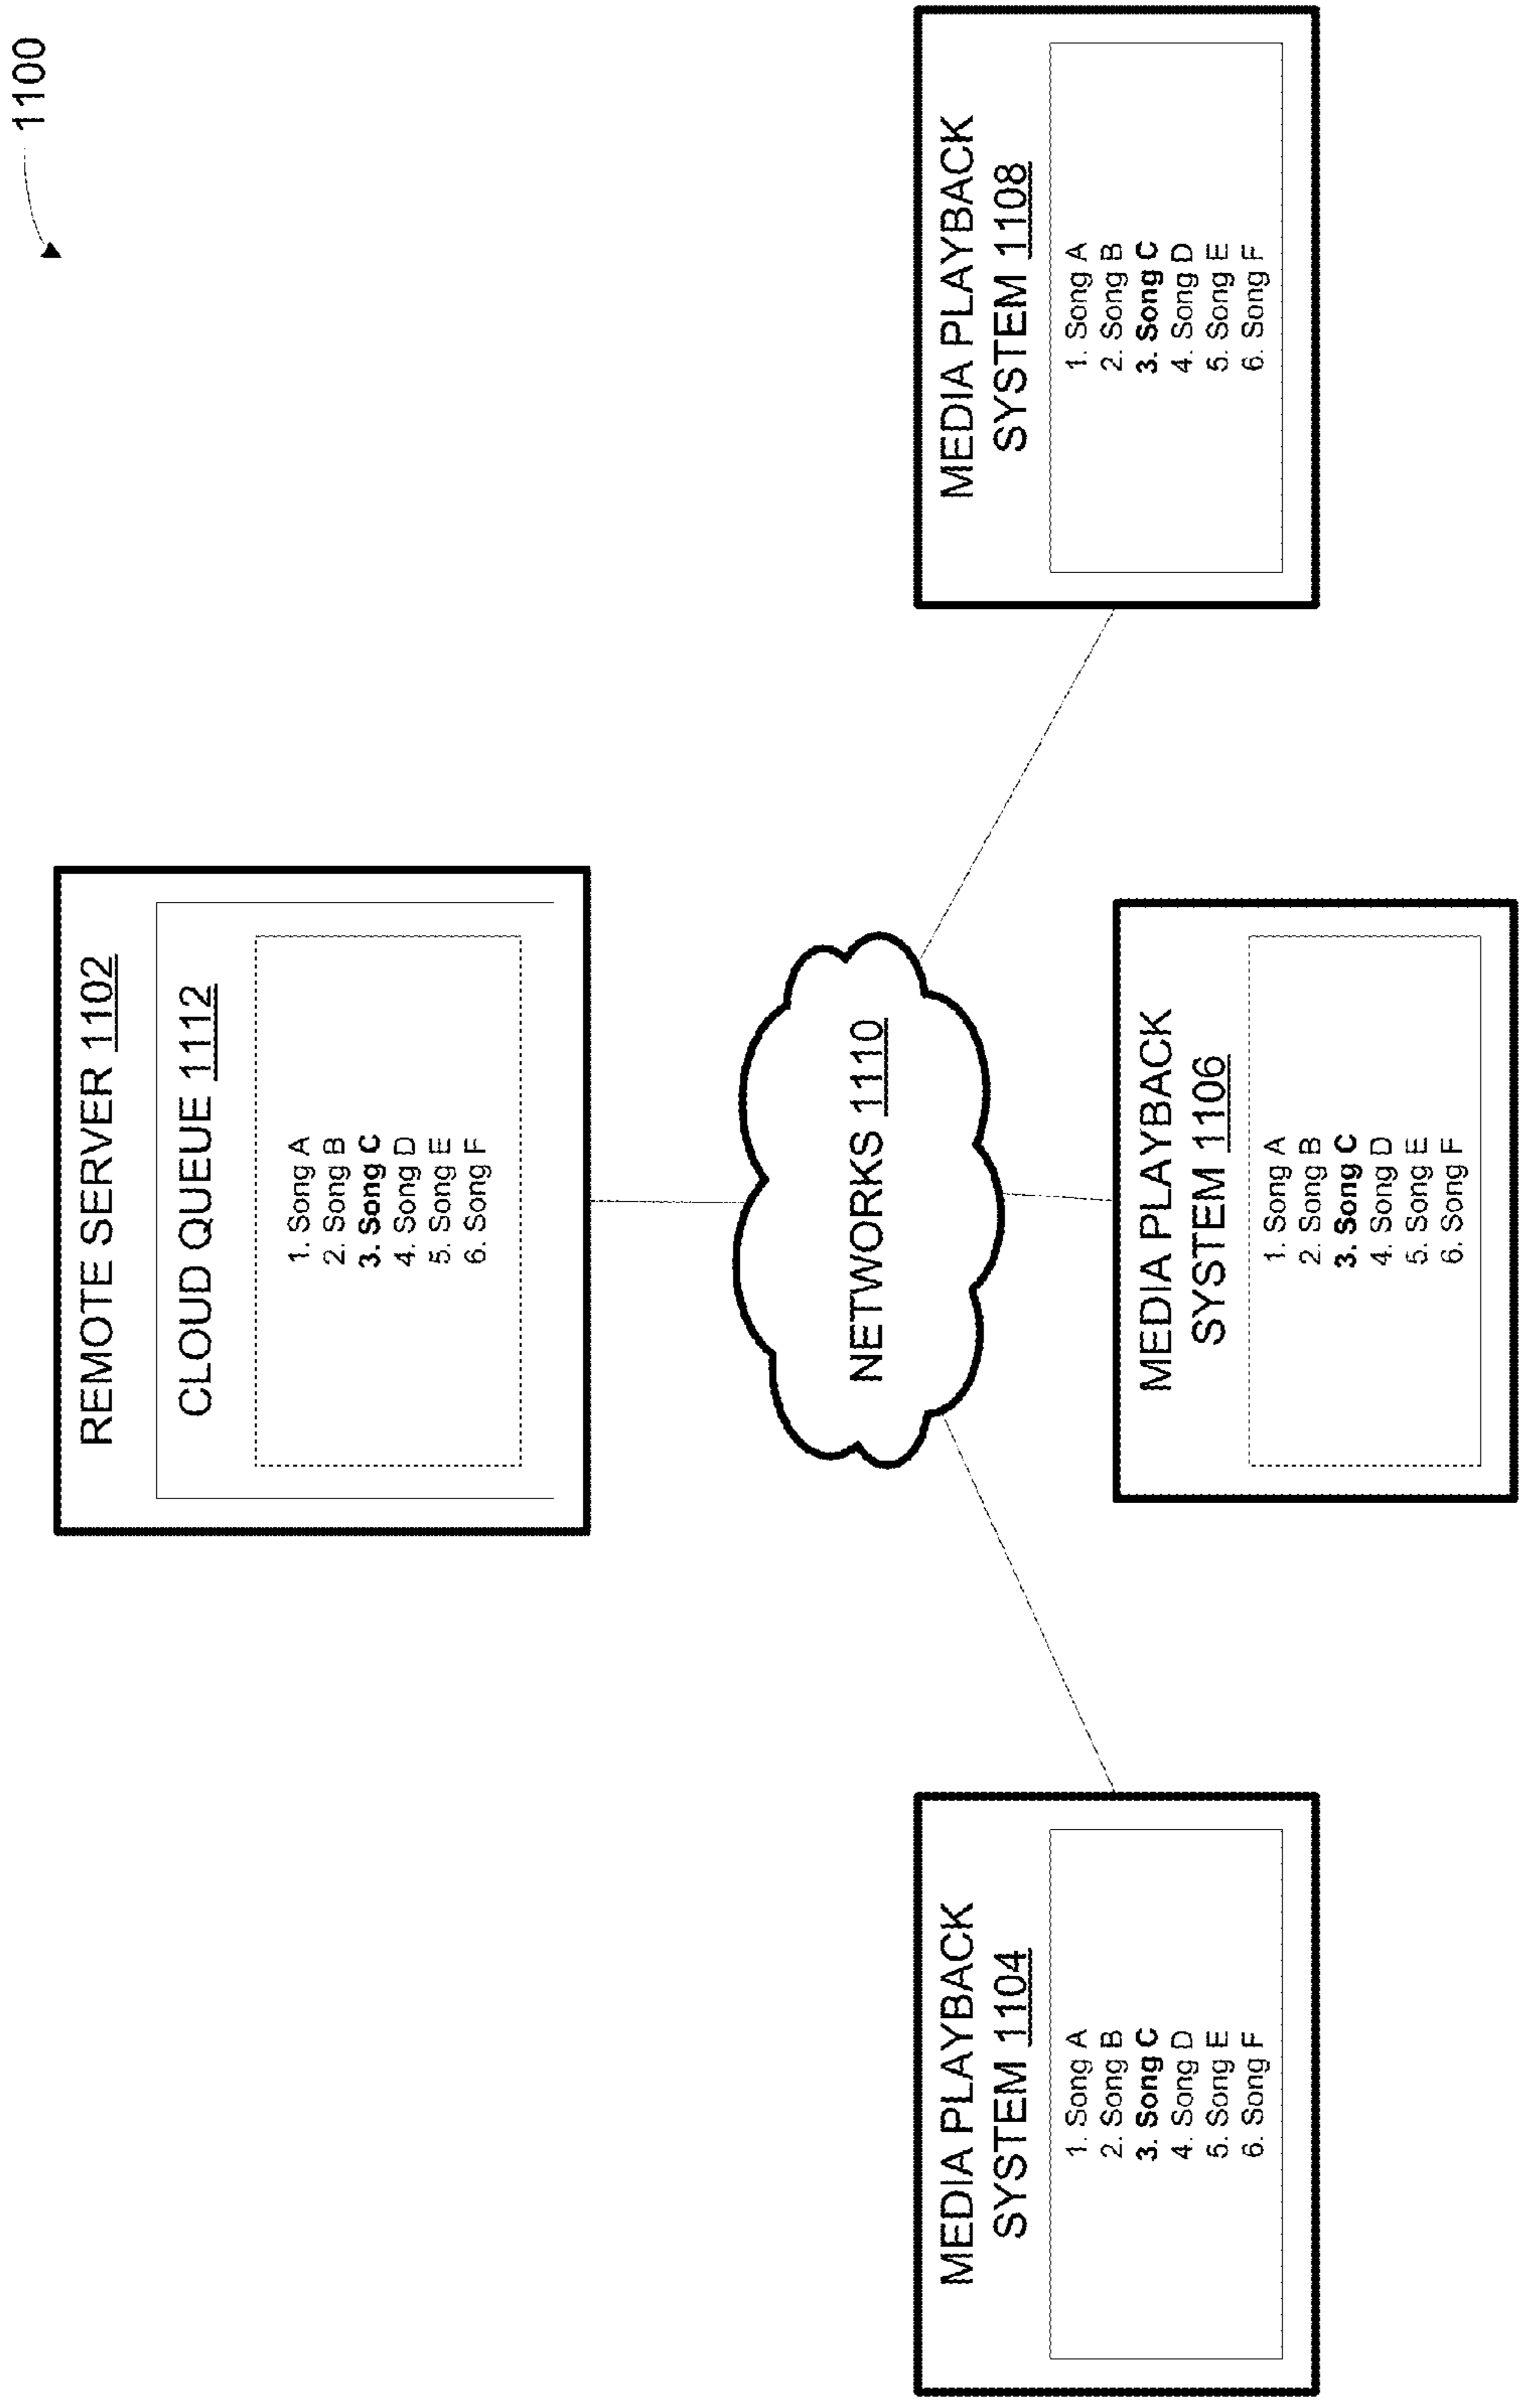 1100
REMOTE SERVER 1102
CLOUD QUEUE 1112
1. Song A
2. Song B
3. Song C
4. Song D
5. Song E
6. Song F
NETWORKS 1110
MEDIA PLAYBACK
SYSTEM 1104
1. Song A
2. Song B
3. Song C
4. Song D
5. Song E
6. Song F
MEDIA PLAYBACK
SYSTEM 1106
1. Song A
2. Song B
3. Song C
4. Song D
5. Song E
6. Song F
MEDIA PLAYBACK
SYSTEM 1108
1. Song A
2. Song B
3. Song C
4. Song D
5. Song E
6. Song F